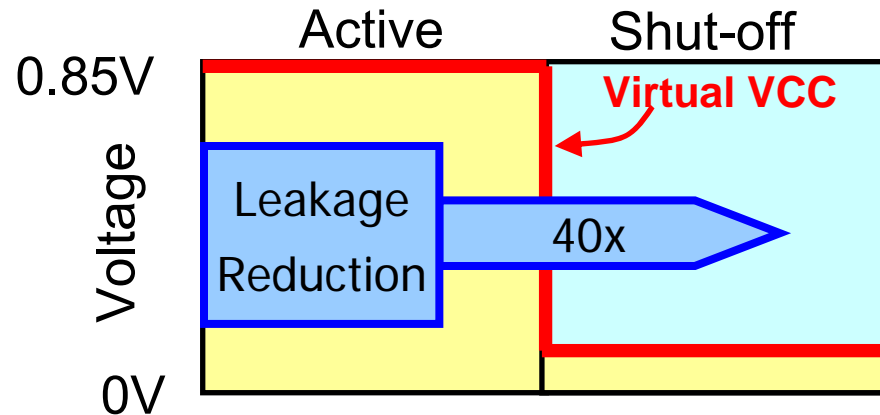 Active
Shut-off
0.85V
Virtual VCC
Voltage
Leakage
Reduction
40x
0V